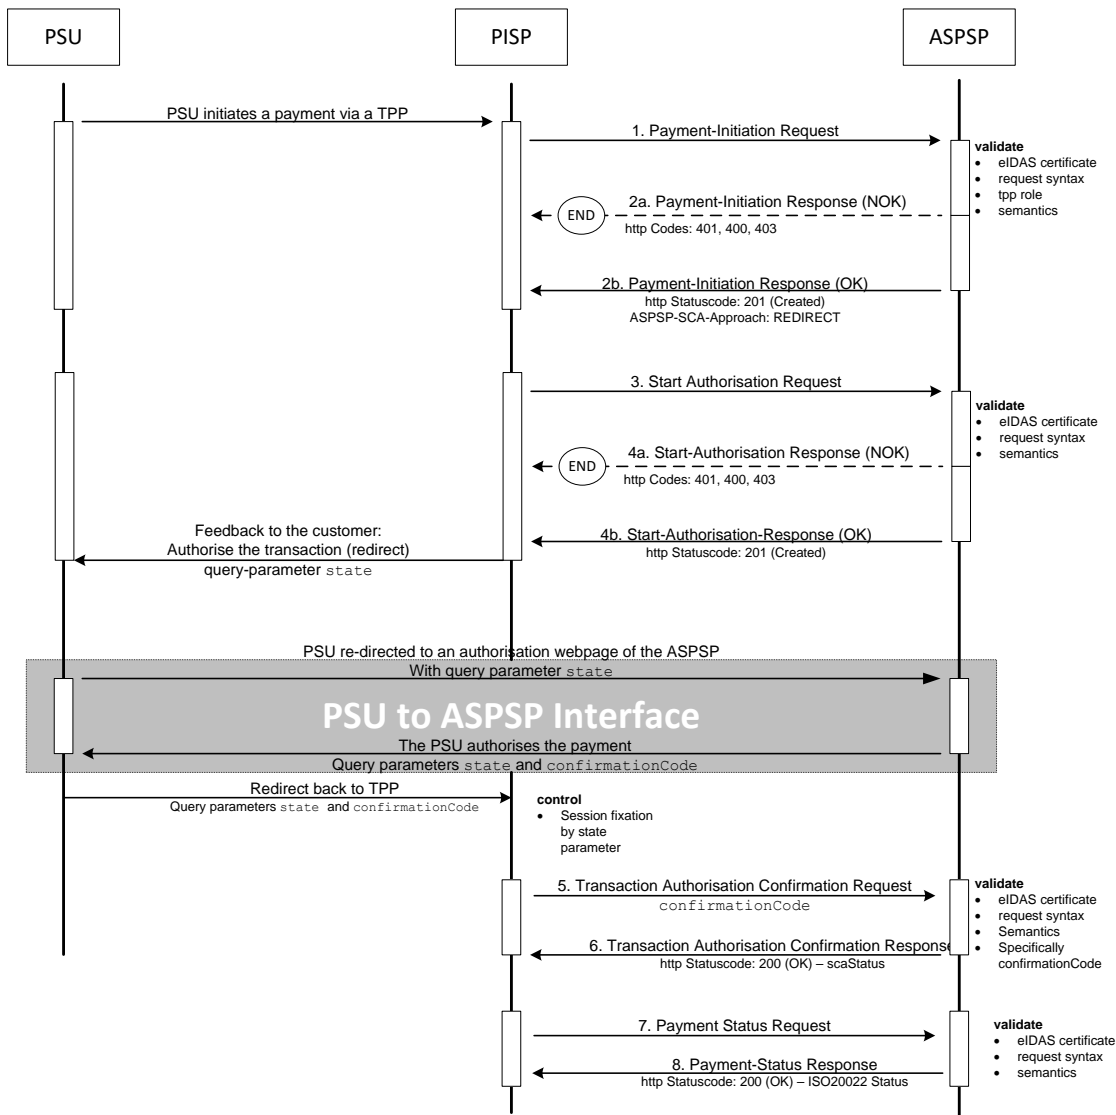 PSU
PISP
ASPSP
PSU initiates a payment via a TPP
1. Payment-Initiation Request
validate
• eIDAS certificate
• request syntax
• tpp role
• semantics
2a. Payment-Initiation Response (NOK)
END
http Codes: 401, 400, 403
2b. Payment-Initiation Response (OK)
http Statuscode: 201 (Created)
ASPSP-SCA-Approach: REDIRECT
3. Start Authorisation Request
validate
• eIDAS certificate
• request syntax
• semantics
4a. Start-Authorisation Response (NOK)
END
http Codes: 401, 400, 403
Feedback to the customer:
Authorise the transaction (redirect)
query-parameter state
4b. Start-Authorisation-Response (OK)
http Statuscode: 201 (Created)
PSU re-directed to an authorisation webpage of the ASPSP
With query parameter state
PSU to ASPSP Interface
The PSU authorises the payment
Query parameters state and confirmationCode
Redirect back to TPP
Query parameters state and confirmationCode
control
• Session fixation
by state
parameter
5. Transaction Authorisation Confirmation Request
confirmationCode
validate
• eIDAS certificate
• request syntax
• Semantics
• Specifically
confirmationCode
6. Transaction Authorisation Confirmation Response
http Statuscode: 200 (OK) – scaStatus
7. Payment Status Request
validate
• eIDAS certificate
• request syntax
• semantics
8. Payment-Status Response
http Statuscode: 200 (OK) – ISO20022 Status